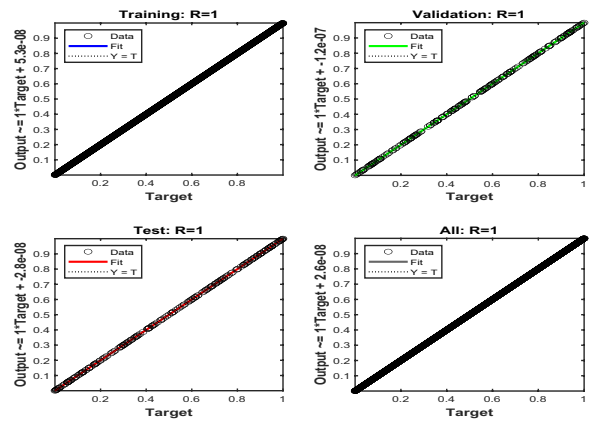 Training: R=1
Output ~= 1*Target + 5.3e-08
Data
Fit
Y = T
0.9
0.8
0.7
0.6
0.5
0.4
0.3
0.2
0.1
0.2 0.4 0.6 0.8 1
Target
Validation: R=1
Output ~= 1*Target + -1.2e-07
Data
Fit
Y = T
0.9
0.8
0.7
0.6
0.5
0.4
0.3
0.2
0.1
0.2 0.4 0.6 0.8 1
Target
Test: R=1
Output ~= 1*Target + -2.8e-08
Data
Fit
Y = T
0.9
0.8
0.7
0.6
0.5
0.4
0.3
0.2
0.1
0.2 0.4 0.6 0.8 1
Target
All: R=1
Output ~= 1*Target + 2.6e-08
Data
Fit
Y = T
0.9
0.8
0.7
0.6
0.5
0.4
0.3
0.2
0.1
0.2 0.4 0.6 0.8 1
Target